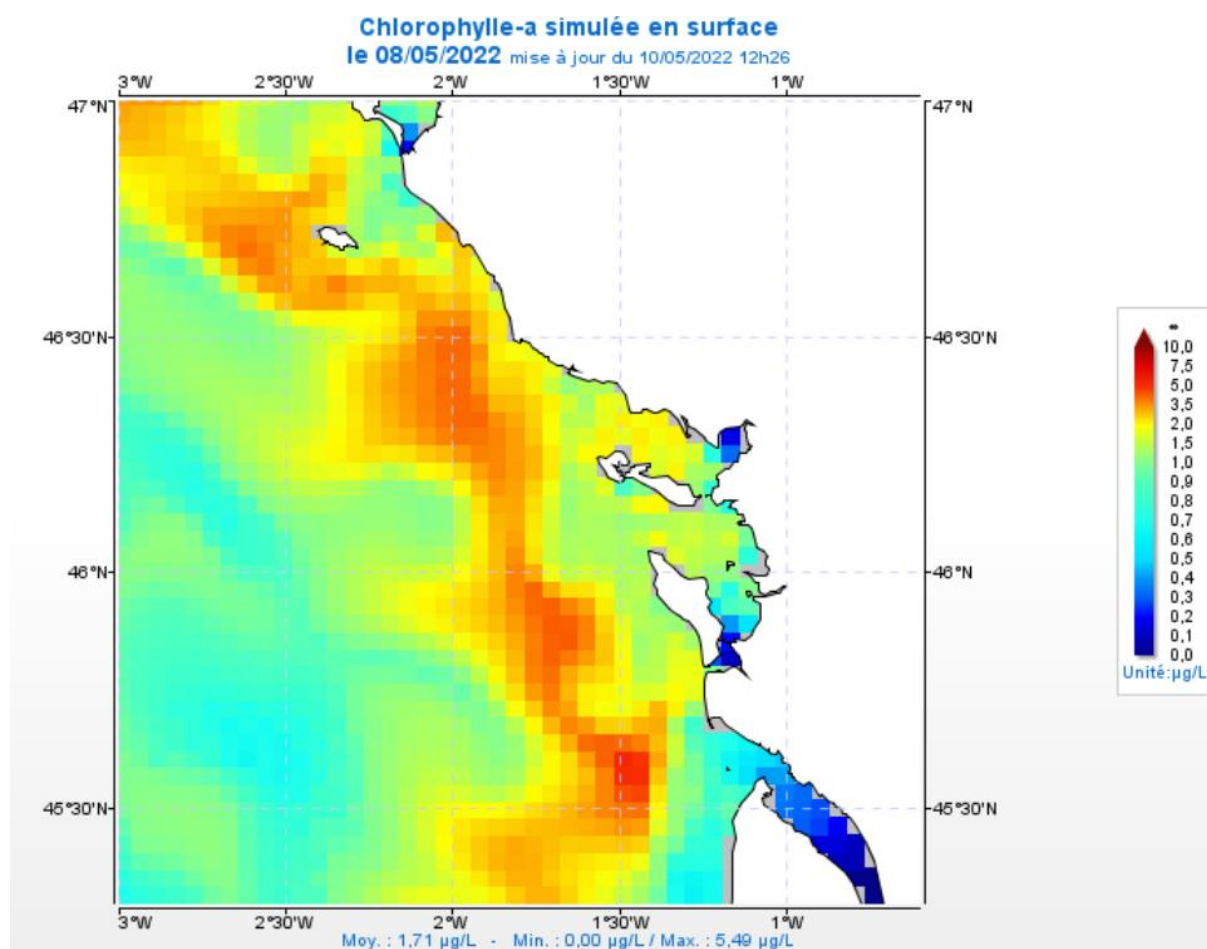 Chlorophylle-a simulée en surface
le 08/05/2022 mise à jour du 10/05/2022 12h26
3°W 2°30'W 2°W 1°30'W 1°W
47°N 47°N
46°30'N 46°30'N
46°N 46°N
45°30'N 45°30'N
P
3°W 2°30'W 2°W 1°30'W 1°W
Moy. : 1,71 µg/L - Min. : 0,00 µg/L / Max. : 5,49 µg/L
∞
10,0
7,5
5,0
3,5
2,0
1,5
1,0
0,9
0,8
0,7
0,6
0,5
0,4
0,3
0,2
0,1
0,0
Unité:µg/L